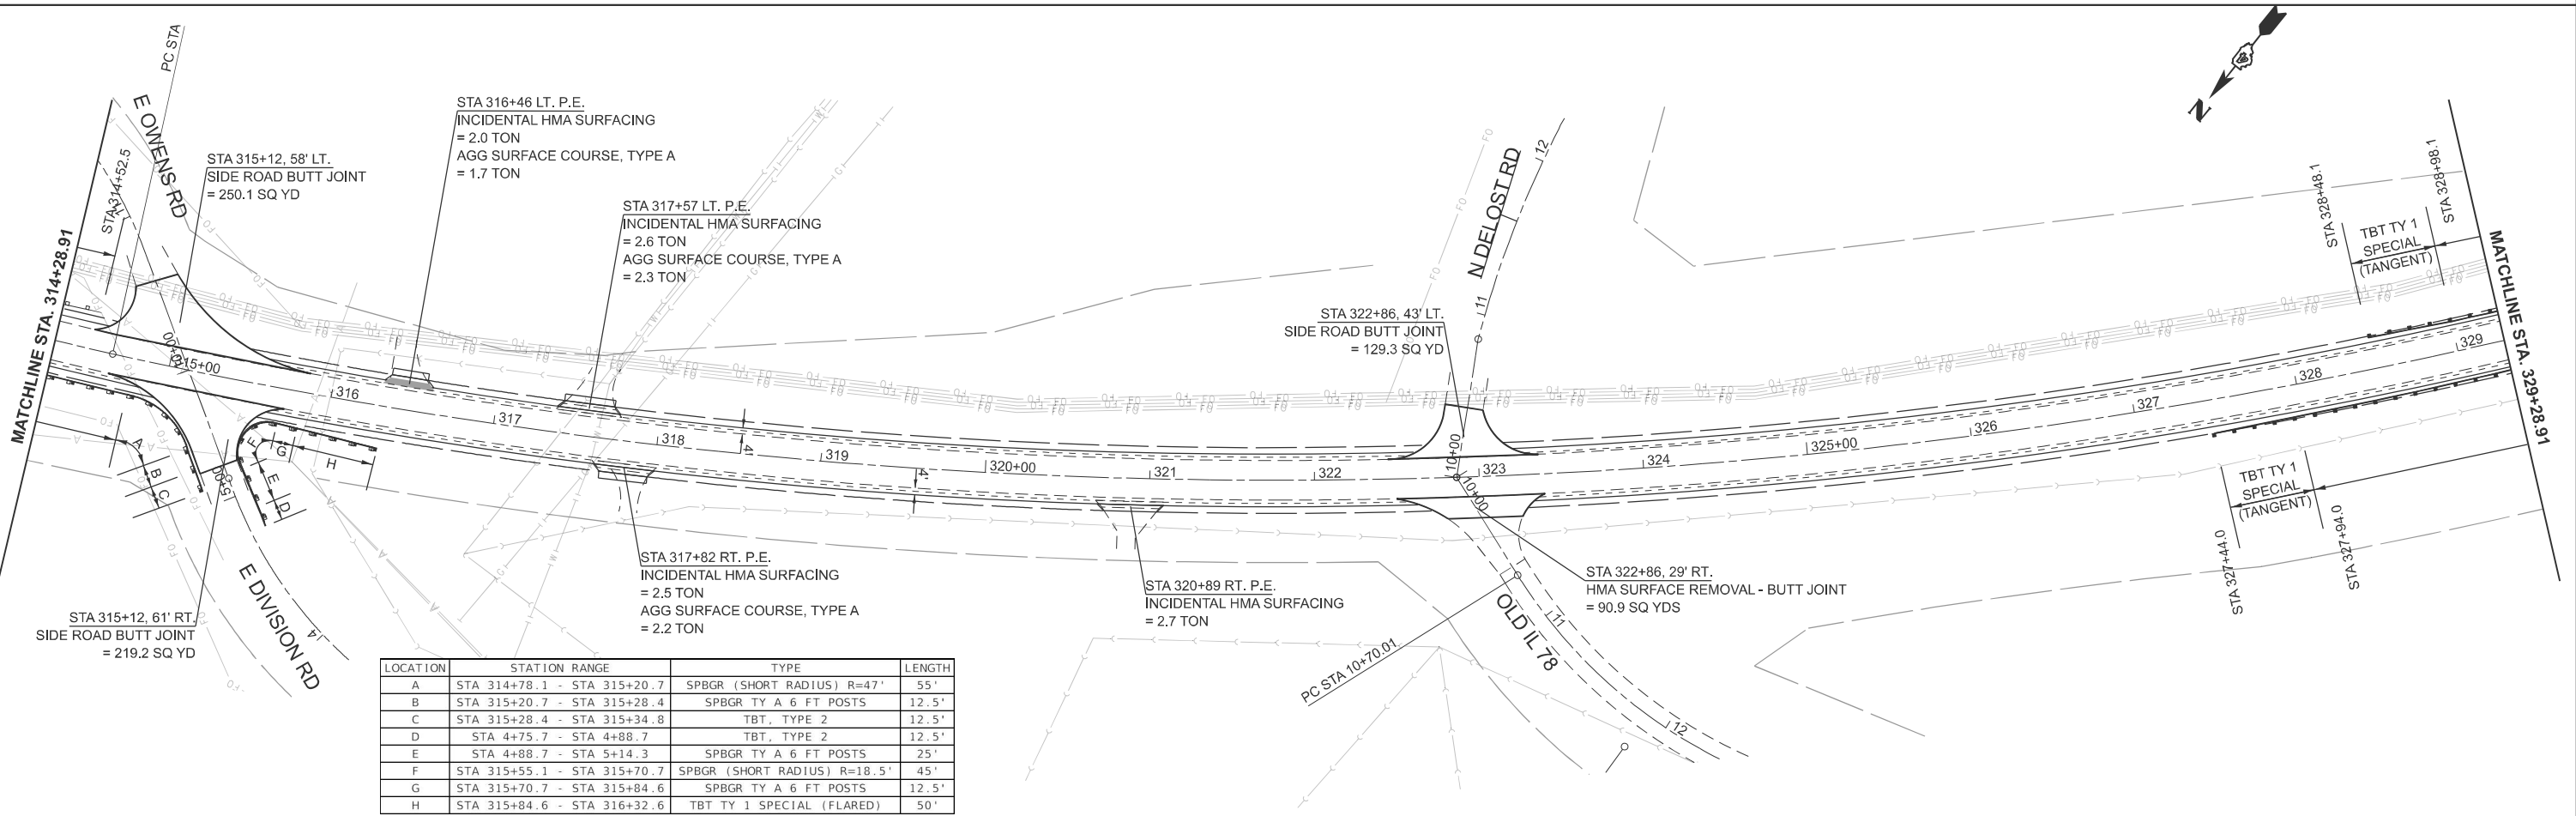 PC STA
E OWENS RD
STA 314+52.5
MATCHLINE STA. 314+28.91
STA 315+12, 58' LT.
SIDE ROAD BUTT JOINT
= 250.1 SQ YD
STA 316+46 LT. P.E.
INCIDENTAL HMA SURFACING
= 2.0 TON
AGG SURFACE COURSE, TYPE A
= 1.7 TON
STA 317+57 LT. P.E.
INCIDENTAL HMA SURFACING
= 2.6 TON
AGG SURFACE COURSE, TYPE A
= 2.3 TON
N DELOST RD
12
11
STA 322+86, 43' LT.
SIDE ROAD BUTT JOINT
= 129.3 SQ YD
N
STA 328+48.1
TBT TY 1
SPECIAL
(TANGENT)
STA 328+98.1
MATCHLINE STA. 329+28.91
315+00
316
317
318
319
320+00
321
322
323
324
325+00
326
327
328
329
4'
4'
10+00
10+00
A
B
C
D
E
F
G
H
15+00
14
E DIVISION RD
STA 315+12, 61' RT.
SIDE ROAD BUTT JOINT
= 219.2 SQ YD
STA 317+82 RT. P.E.
INCIDENTAL HMA SURFACING
= 2.5 TON
AGG SURFACE COURSE, TYPE A
= 2.2 TON
STA 320+89 RT. P.E.
INCIDENTAL HMA SURFACING
= 2.7 TON
STA 322+86, 29' RT.
HMA SURFACE REMOVAL - BUTT JOINT
= 90.9 SQ YDS
PC STA 10+70.01
OLD IL 78
11
12
STA 327+44.0
TBT TY 1
SPECIAL
(TANGENT)
STA 327+94.0
LOCATION STATION RANGE TYPE LENGTH
A STA 314+78.1 - STA 315+20.7 SPBGR (SHORT RADIUS) R=47' 55'
B STA 315+20.7 - STA 315+28.4 SPBGR TY A 6 FT POSTS 12.5'
C STA 315+28.4 - STA 315+34.8 TBT, TYPE 2 12.5'
D STA 4+75.7 - STA 4+88.7 TBT, TYPE 2 12.5'
E STA 4+88.7 - STA 5+14.3 SPBGR TY A 6 FT POSTS 25'
F STA 315+55.1 - STA 315+70.7 SPBGR (SHORT RADIUS) R=18.5' 45'
G STA 315+70.7 - STA 315+84.6 SPBGR TY A 6 FT POSTS 12.5'
H STA 315+84.6 - STA 316+32.6 TBT TY 1 SPECIAL (FLARED) 50'